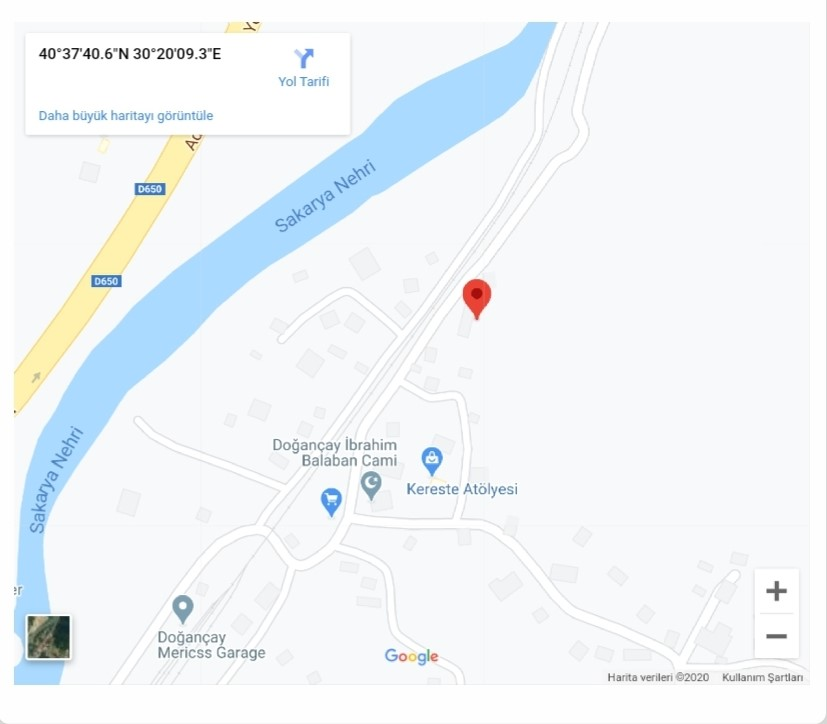 40°37'40.6"N 30°20'09.3"E
Yol Tarifi
Daha büyük haritayı görüntüle
D650
Sakarya Nehri
D650
Sakarya Nehri
Doğançay İbrahim
Balaban Cami
Kereste Atölyesi
Doğançay
Mericss Garage
Google
Harita verileri ©2020 Kullanım Şartları